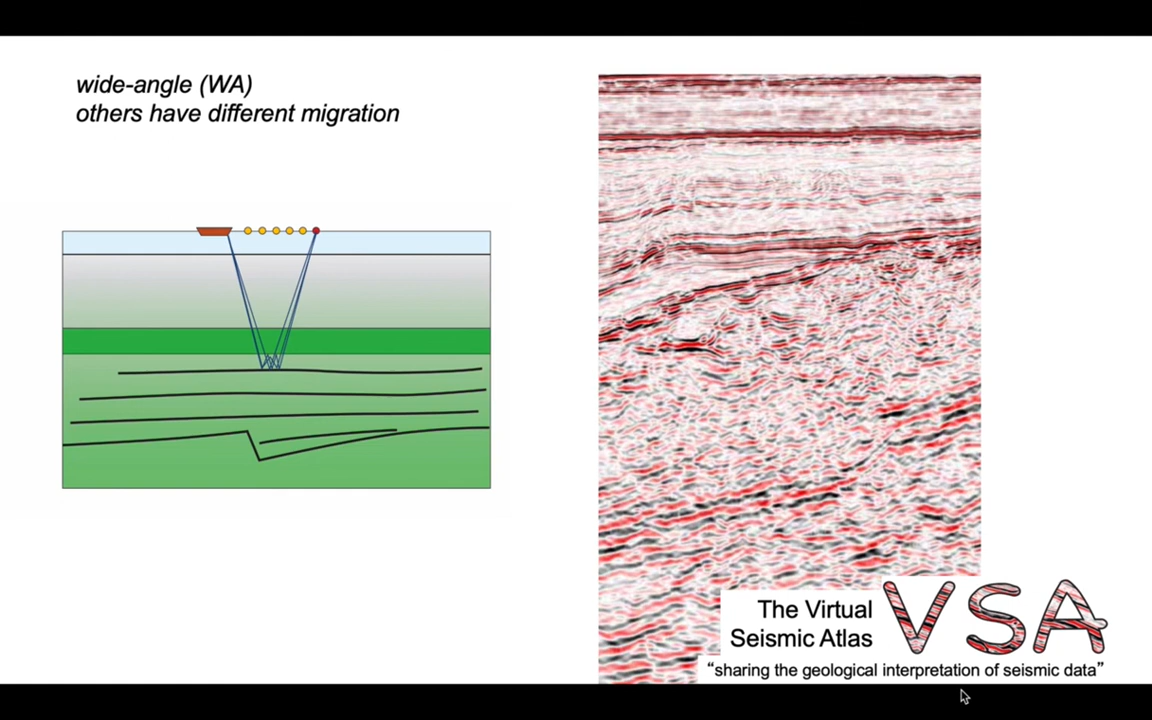 wide-angle (WA)
others have different migration
The Virtual
Seismic Atlas
VSA
“sharing the geological interpretation of seismic data”